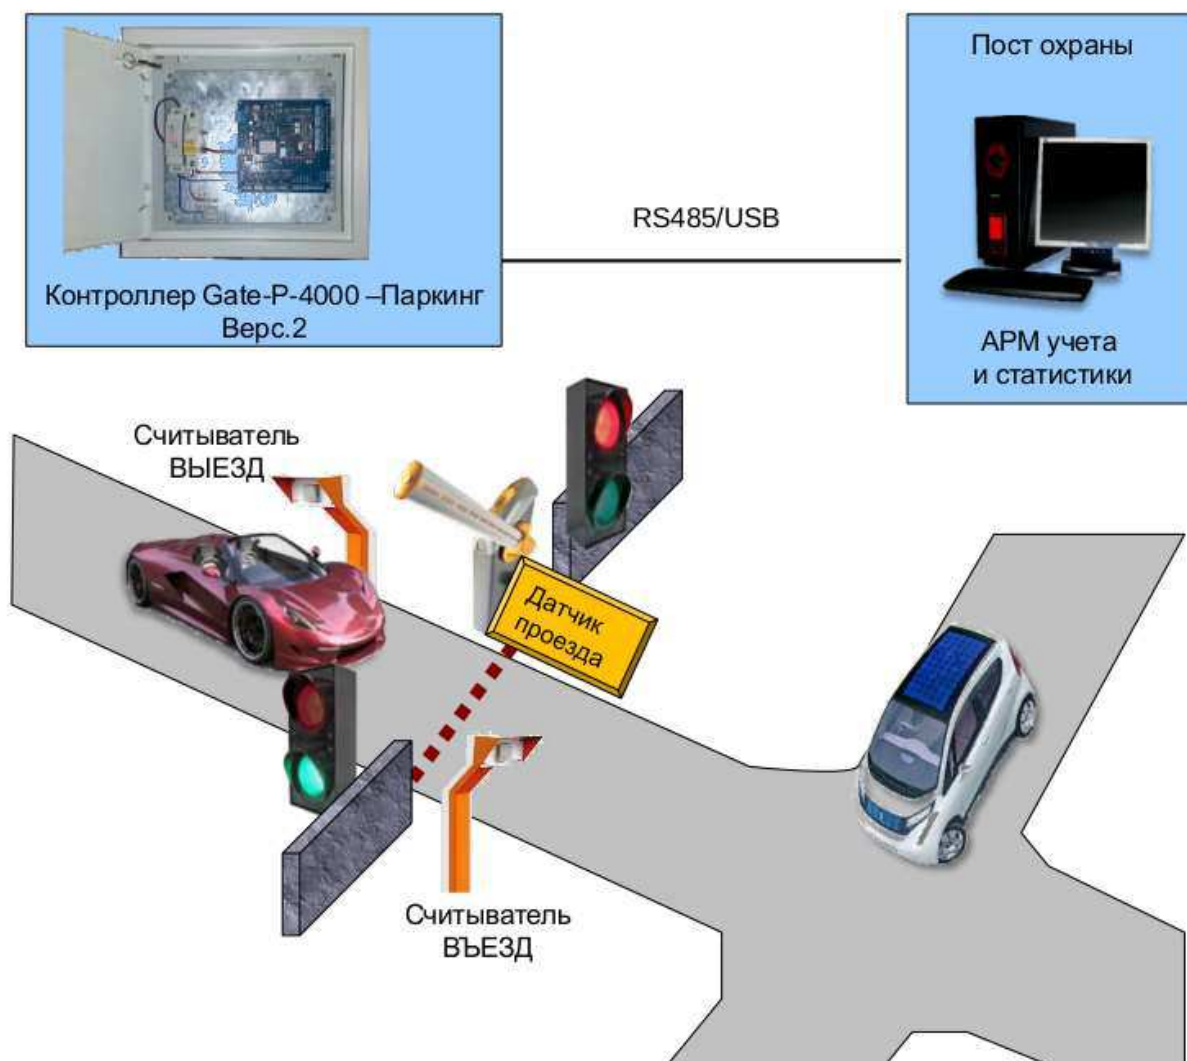 Пост охраны
RS485/USB
Контроллер Gate-P-4000 –Паркинг
Верс.2
АРМ учета
и статистики
Считыватель
ВЫЕЗД
Датчик
проезда
Считыватель
ВЪЕЗД